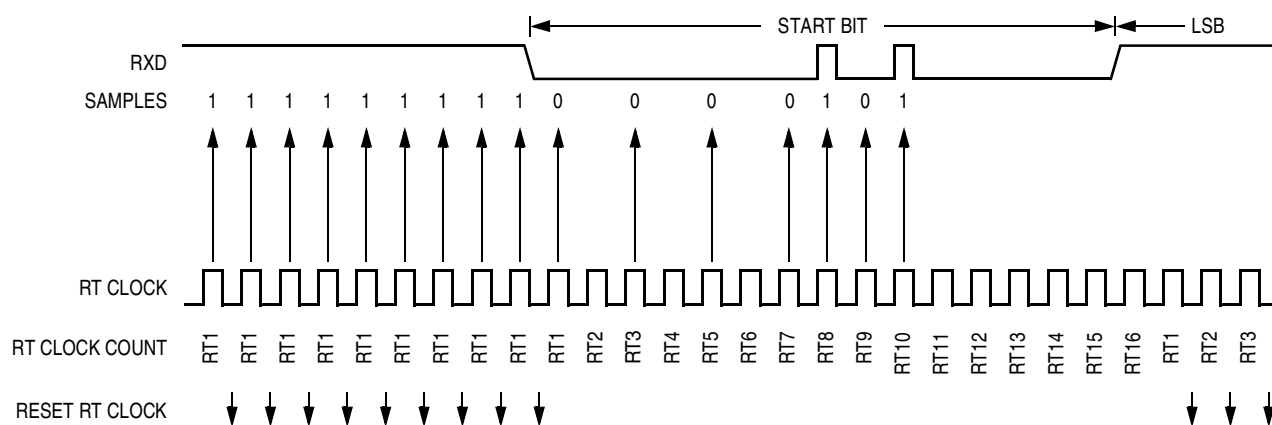 START BIT LSB
RXD
SAMPLES 1 1 1 1 1 1 1 1 1 0 0 0 0 1 0 1
RT CLOCK
RT CLOCK COUNT RT1 RT1 RT1 RT1 RT1 RT1 RT1 RT1 RT1 RT1 RT2 RT3 RT4 RT5 RT6 RT7 RT8 RT9 RT10 RT11 RT12 RT13 RT14 RT15 RT16 RT1 RT2 RT3
RESET RT CLOCK